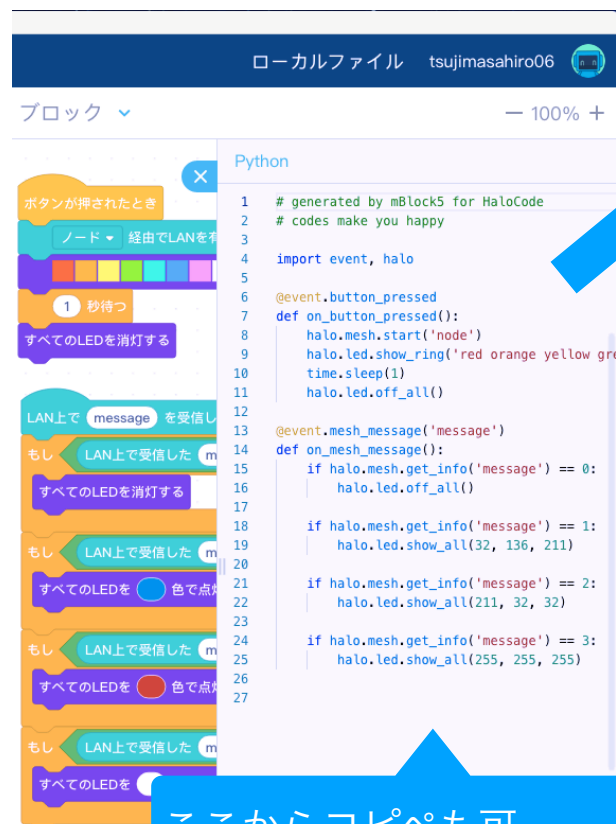 ローカルファイル tsujimasahiro06
ブロック
— 100% +
ボタンが押されたとき
ノード 経由でLANを有
1 秒待つ
すべてのLEDを消灯する
LAN上で message を受信し
もし LAN上で受信した m
すべてのLEDを消灯する
もし LAN上で受信した m
すべてのLEDを 色で点灯
もし LAN上で受信した m
すべてのLEDを 色で点灯
もし LAN上で受信した m
すべてのLEDを
Python
1 # generated by mBlock5 for HaloCode
2 # codes make you happy
3
4 import event, halo
5
6 @event.button_pressed
7 def on_button_pressed():
8 halo.mesh.start('node')
9 halo.led.show_ring('red orange yellow gre
10 time.sleep(1)
11 halo.led.off_all()
12
13 @event.mesh_message('message')
14 def on_mesh_message():
15 if halo.mesh.get_info('message') == 0:
16 halo.led.off_all()
17
18 if halo.mesh.get_info('message') == 1:
19 halo.led.show_all(32, 136, 211)
20
21 if halo.mesh.get_info('message') == 2:
22 halo.led.show_all(211, 32, 32)
23
24 if halo.mesh.get_info('message') == 3:
25 halo.led.show_all(255, 255, 255)
26
27
ここからコピペも可